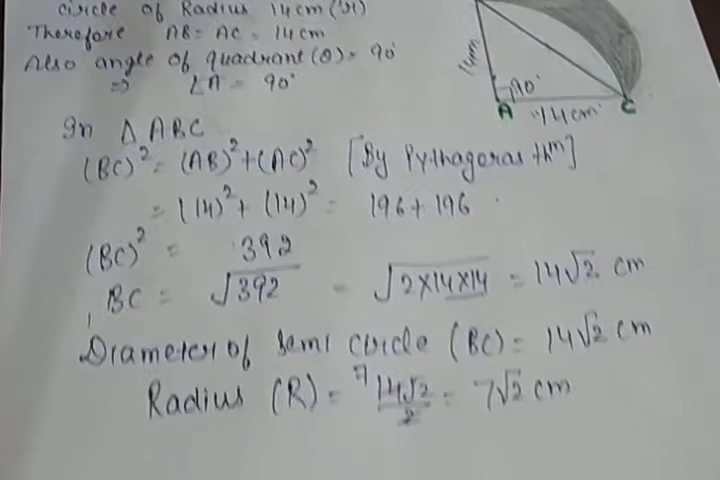 circle of Radius 14 cm (r)
Therefore AB = AC = 14cm
Also angle of quadrant (θ) = 90°
⇒ ∠A = 90°
14cm
90°
A 14cm C
In △ ABC
(BC)² = (AB)² + (AC)² [By Pythagoras thm]
= (14)² + (14)² = 196 + 196
(BC)² = 392
BC = √392 = √2×14×14 = 14√2 cm
Diameter of semi circle (BC) = 14√2 cm
Radius (R) = 7 14√2/2 = 7√2 cm